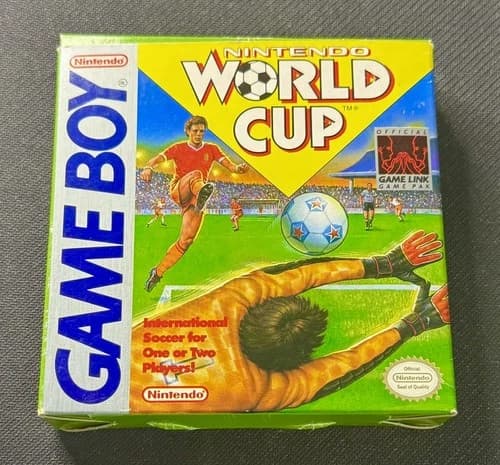 Nintendo
GAME BOY
NINTENDO
WORLD
CUP
TM®
OFFICIAL
GAME LINK
GAME PAK
International
Soccer for
One or Two
Players!
Nintendo
Official
Nintendo
Seal of Quality